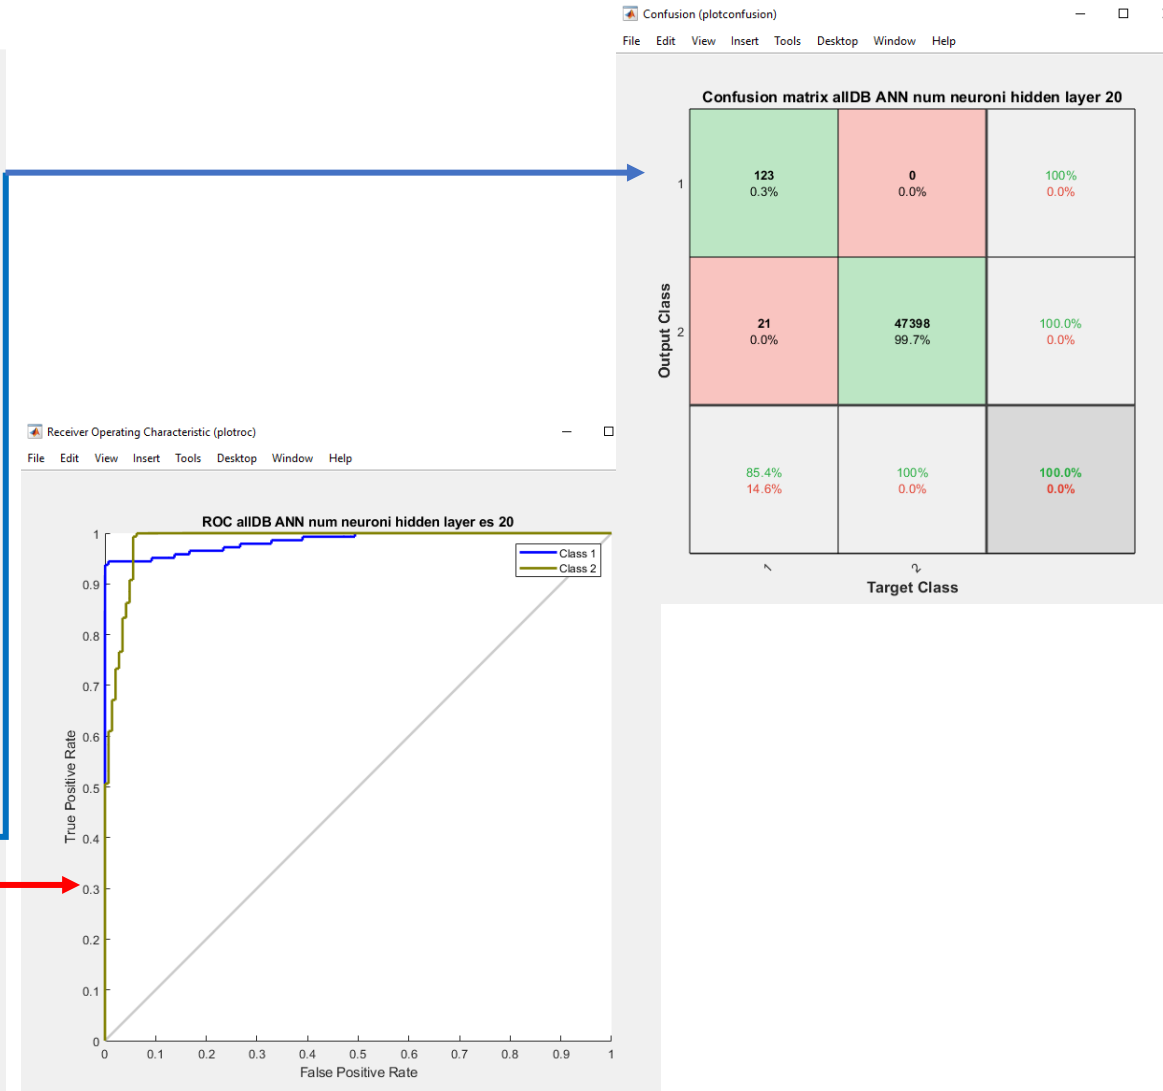 Confusion (plotconfusion)
File Edit View Insert Tools Desktop Window Help
Confusion matrix allDB ANN num neuroni hidden layer 20
Output Class
1
123
0.3%
0
0.0%
100%
0.0%
2
21
0.0%
47398
99.7%
100.0%
0.0%
85.4%
14.6%
100%
0.0%
100.0%
0.0%
1
2
Target Class
Receiver Operating Characteristic (plotroc)
File Edit View Insert Tools Desktop Window Help
ROC allDB ANN num neuroni hidden layer es 20
Class 1
Class 2
True Positive Rate
1
0.9
0.8
0.7
0.6
0.5
0.4
0.3
0.2
0.1
0
0 0.1 0.2 0.3 0.4 0.5 0.6 0.7 0.8 0.9 1
False Positive Rate